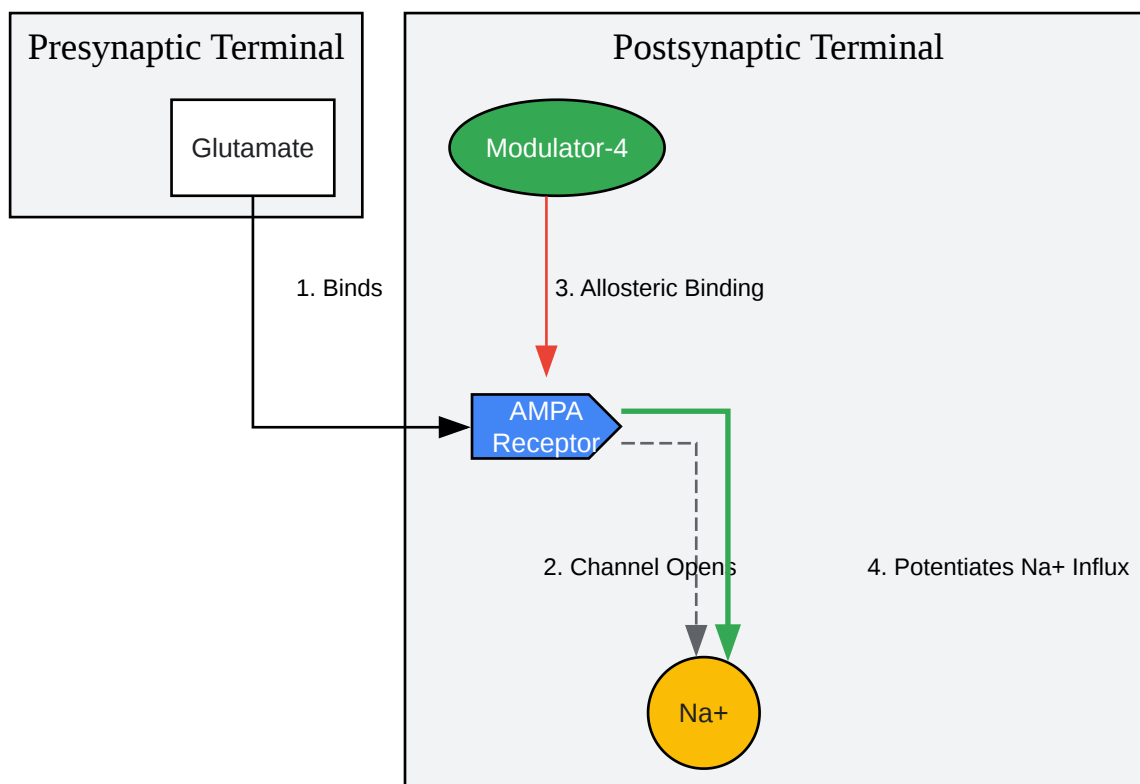 Presynaptic Terminal
Postsynaptic Terminal
Glutamate
Modulator-4
1. Binds
3. Allosteric Binding
AMPA
Receptor
2. Channel Opens
4. Potentiates Na+ Influx
Na+